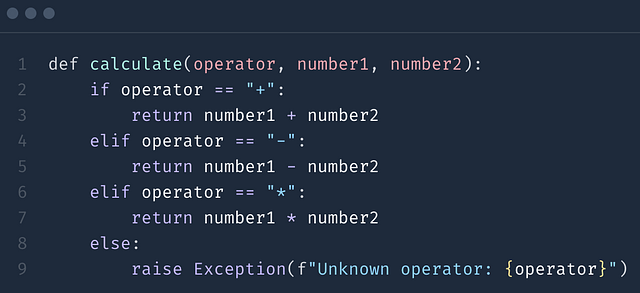 1 def calculate(operator, number1, number2):
2     if operator == "+":
3         return number1 + number2
4     elif operator == "-":
5         return number1 - number2
6     elif operator == "*":
7         return number1 * number2
8     else:
9         raise Exception(f"Unknown operator: {operator}")